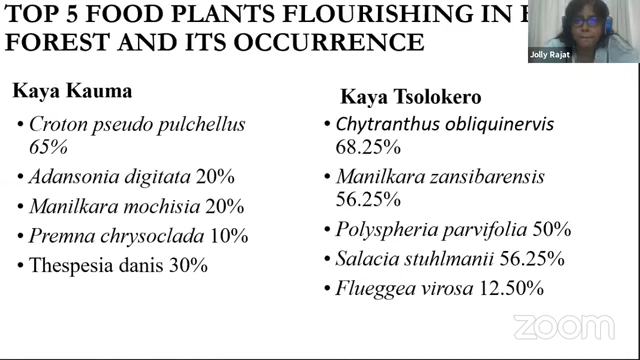 TOP 5 FOOD PLANTS FLOURISHING IN
FOREST AND ITS OCCURRENCE
Jolly Rajat
Kaya Kauma
• Croton pseudo pulchellus
65%
• Adansonia digitata 20%
• Manilkara mochisia 20%
• Premna chrysoclada 10%
• Thespesia danis 30%
Kaya Tsolokero
• Chytranthus obliquinervis
68.25%
• Manilkara zansibarensis
56.25%
• Polyspheria parvifolia 50%
• Salacia stuhlmanii 56.25%
• Flueggea virosa 12.50%
zoom